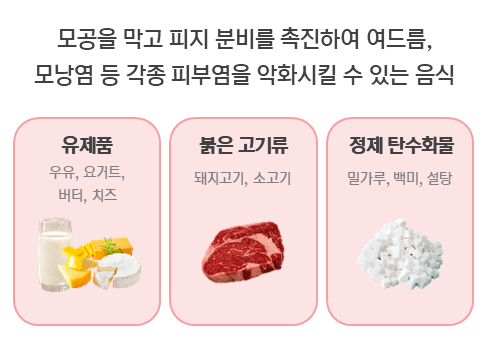 모공을 막고 피지 분비를 촉진하여 여드름,
모낭염 등 각종 피부염을 악화시킬 수 있는 음식
유제품
우유, 요거트,
버터, 치즈
붉은 고기류
돼지고기, 소고기
정제 탄수화물
밀가루, 백미, 설탕